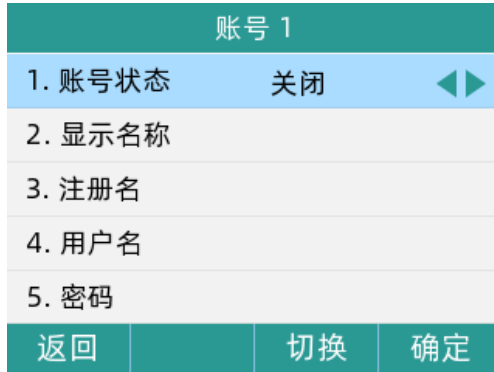 账号 1
1. 账号状态 关闭
2. 显示名称
3. 注册名
4. 用户名
5. 密码
返回 切换 确定